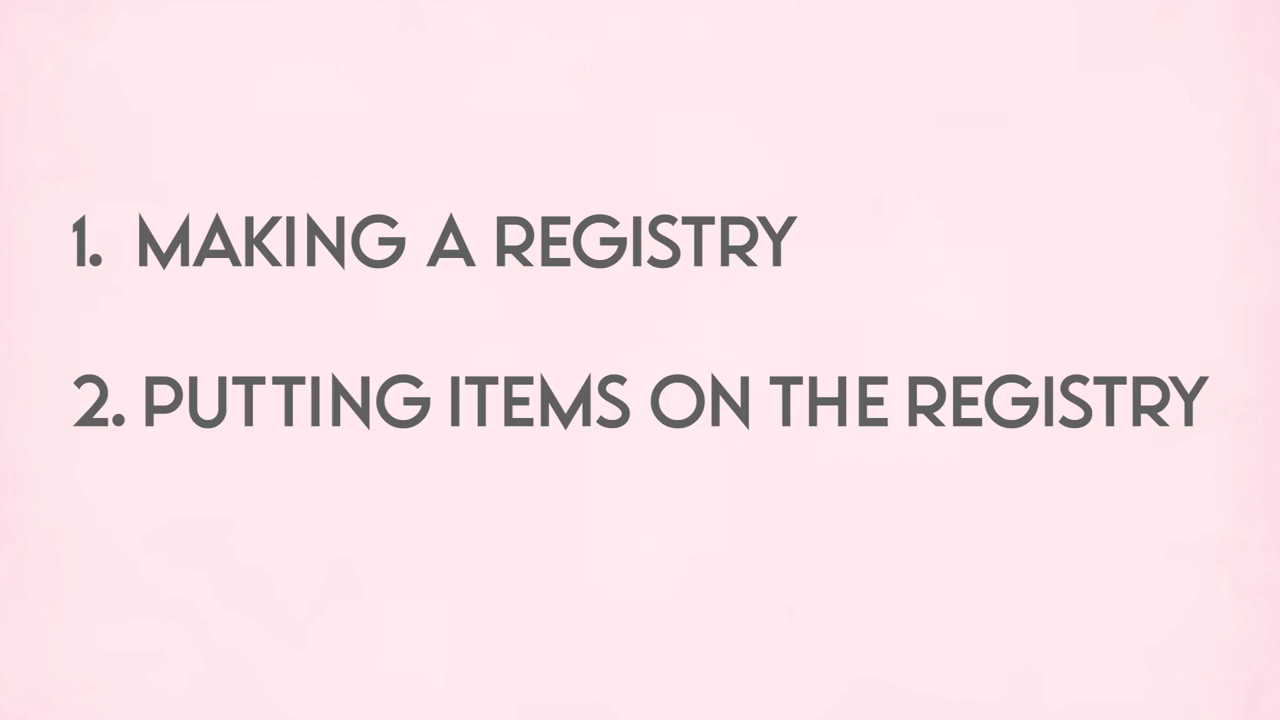 1. MAKING A REGISTRY
2. PUTTING ITEMS ON THE REGISTRY